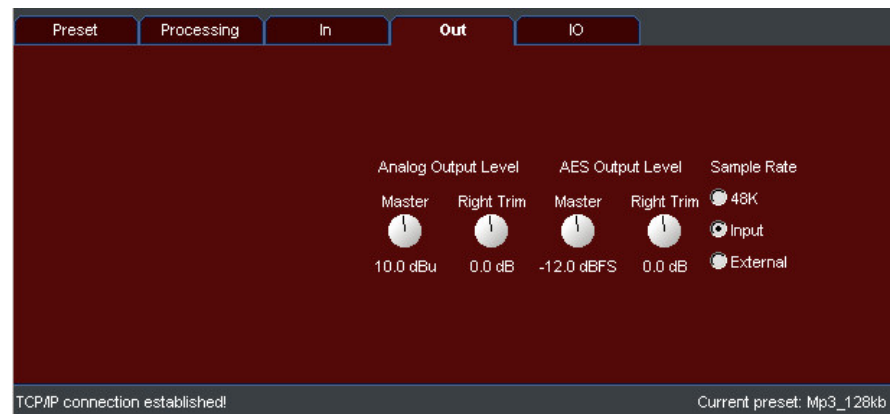 Preset Processing In Out IO
Analog Output Level AES Output Level Sample Rate
Master Right Trim Master Right Trim 48K
Input
10.0 dBu 0.0 dB -12.0 dBFS 0.0 dB External
TCP/IP connection established! Current preset: Mp3_128kb